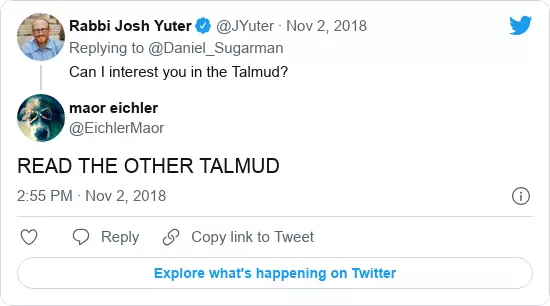 Rabbi Josh Yuter @JYuter · Nov 2, 2018
Replying to @Daniel_Sugarman
Can I interest you in the Talmud?
maor eichler
@EichlerMaor
READ THE OTHER TALMUD
2:55 PM · Nov 2, 2018
Reply Copy link to Tweet
Explore what's happening on Twitter